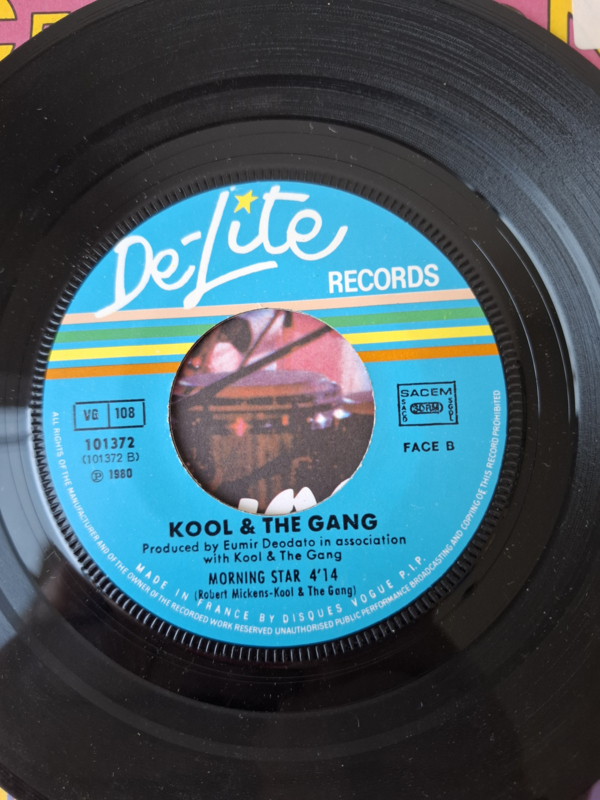 De-Lite
RECORDS
VG 108
101372
(101372 B)
℗ 1980
SACEM
SACD SDRM SGDL
FACE B
KOOL & THE GANG
Produced by Eumir Deodato in association
with Kool & The Gang
MORNING STAR 4'14
(Robert Mickens-Kool & The Gang)
MADE IN FRANCE BY DISQUES VOGUE P.I.P.
ALL RIGHTS OF THE MANUFACTURER AND OF THE OWNER OF THE RECORDED WORK RESERVED UNAUTHORISED PUBLIC PERFORMANCE BROADCASTING AND COPYING OF THIS RECORD PROHIBITED